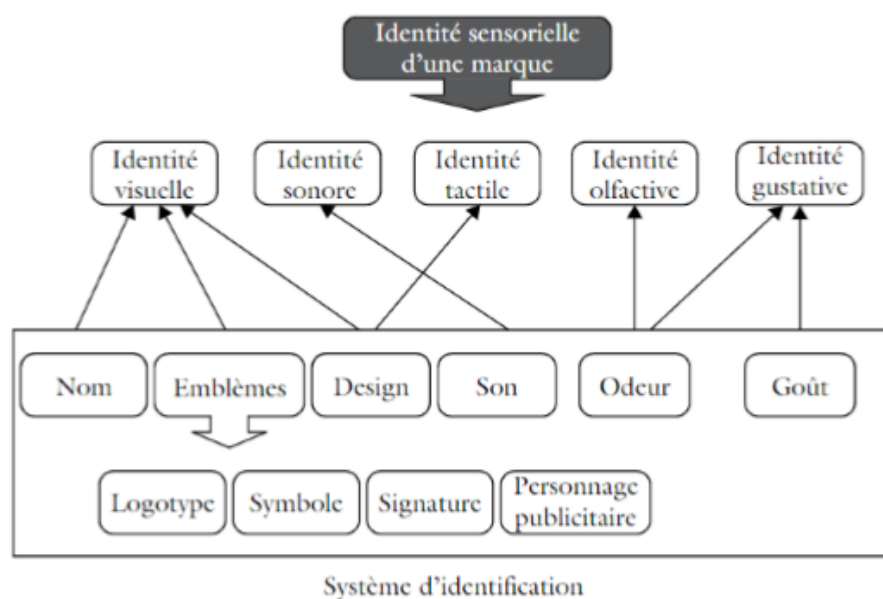 Identité sensorielle
d'une marque
Identité
visuelle
Identité
sonore
Identité
tactile
Identité
olfactive
Identité
gustative
Nom
Emblèmes
Design
Son
Odeur
Goût
Logotype
Symbole
Signature
Personnage
publicitaire
Système d'identification